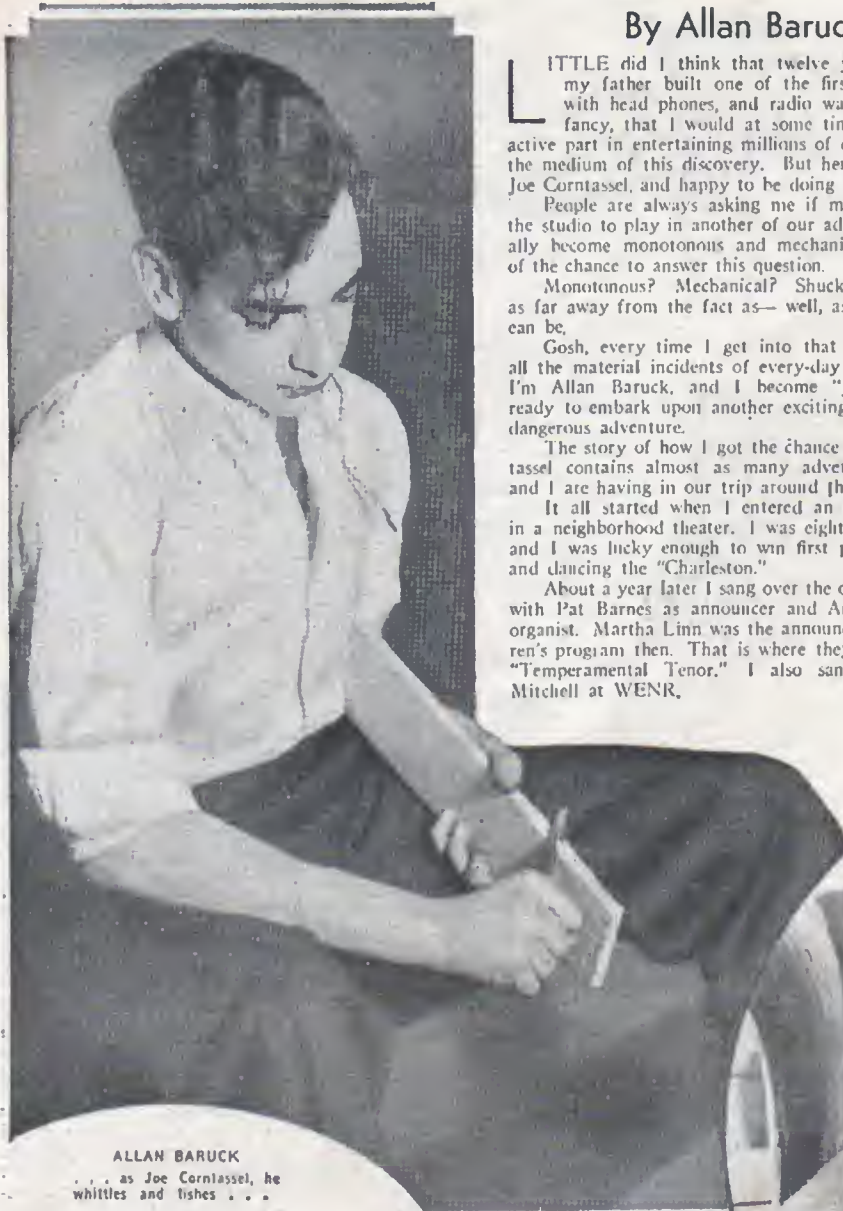 By Allan Baruc
LITTLE did I think that twelve
my father built one of the firs
with head phones, and radio wa
fancy, that I would at some tim
active part in entertaining millions of
the medium of this discovery. But her
Joe Corntassel, and happy to be doing
People are always asking me if m
the studio to play in another of our ad
ally become monotonous and mechani
of the chance to answer this question.
Monotonous? Mechanical? Shuck
as far away from the fact as— well, as
can be,
Gosh, every time I get into that
all the material incidents of every-day
I'm Allan Baruck, and I become "
ready to embark upon another exciting
dangerous adventure.
The story of how I got the chance
tassel contains almost as many adver
and I are having in our trip around th
It all started when I entered an
in a neighborhood theater. I was eight
and I was lucky enough to win first p
and dancing the "Charleston."
About a year later I sang over the
with Pat Barnes as announcer and A
organist. Martha Linn was the announ
ren's program then. That is where they
"Temperamental Tenor." I also san
Mitchell at WENR.
ALLAN BARUCK
. . . as Joe Corntassel, he
whittles and fishes . . .